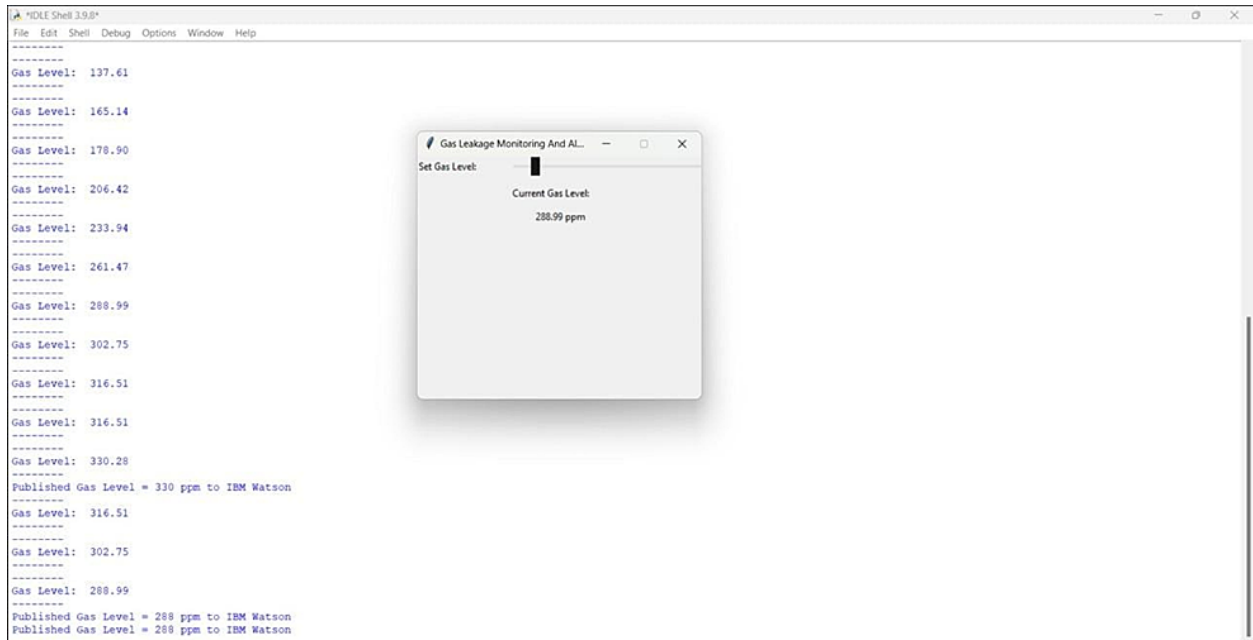 *IDLE Shell 3.9.8*
File Edit Shell Debug Options Window Help
--------
--------
Gas Level: 137.61
--------
--------
Gas Level: 165.14
--------
--------
Gas Level: 178.90
--------
--------
Gas Level: 206.42
--------
--------
Gas Level: 233.94
--------
--------
Gas Level: 261.47
--------
--------
Gas Level: 288.99
--------
--------
Gas Level: 302.75
--------
--------
Gas Level: 316.51
--------
--------
Gas Level: 316.51
--------
--------
Gas Level: 330.28
--------
Published Gas Level = 330 ppm to IBM Watson
--------
Gas Level: 316.51
--------
--------
Gas Level: 302.75
--------
--------
Gas Level: 288.99
--------
Published Gas Level = 288 ppm to IBM Watson
Published Gas Level = 288 ppm to IBM Watson
Gas Leakage Monitoring And Al...
Set Gas Level:
Current Gas Level:
288.99 ppm